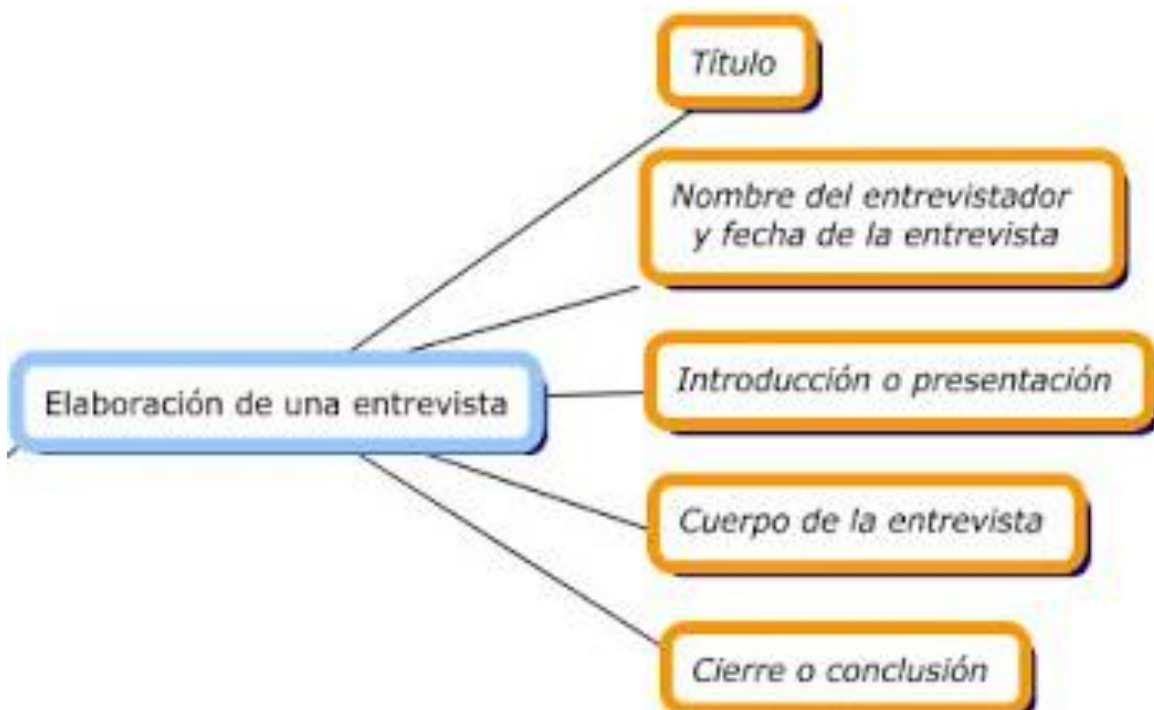 Título
Nombre del entrevistador
y fecha de la entrevista
Elaboración de una entrevista
Introducción o presentación
Cuerpo de la entrevista
Cierre o conclusión